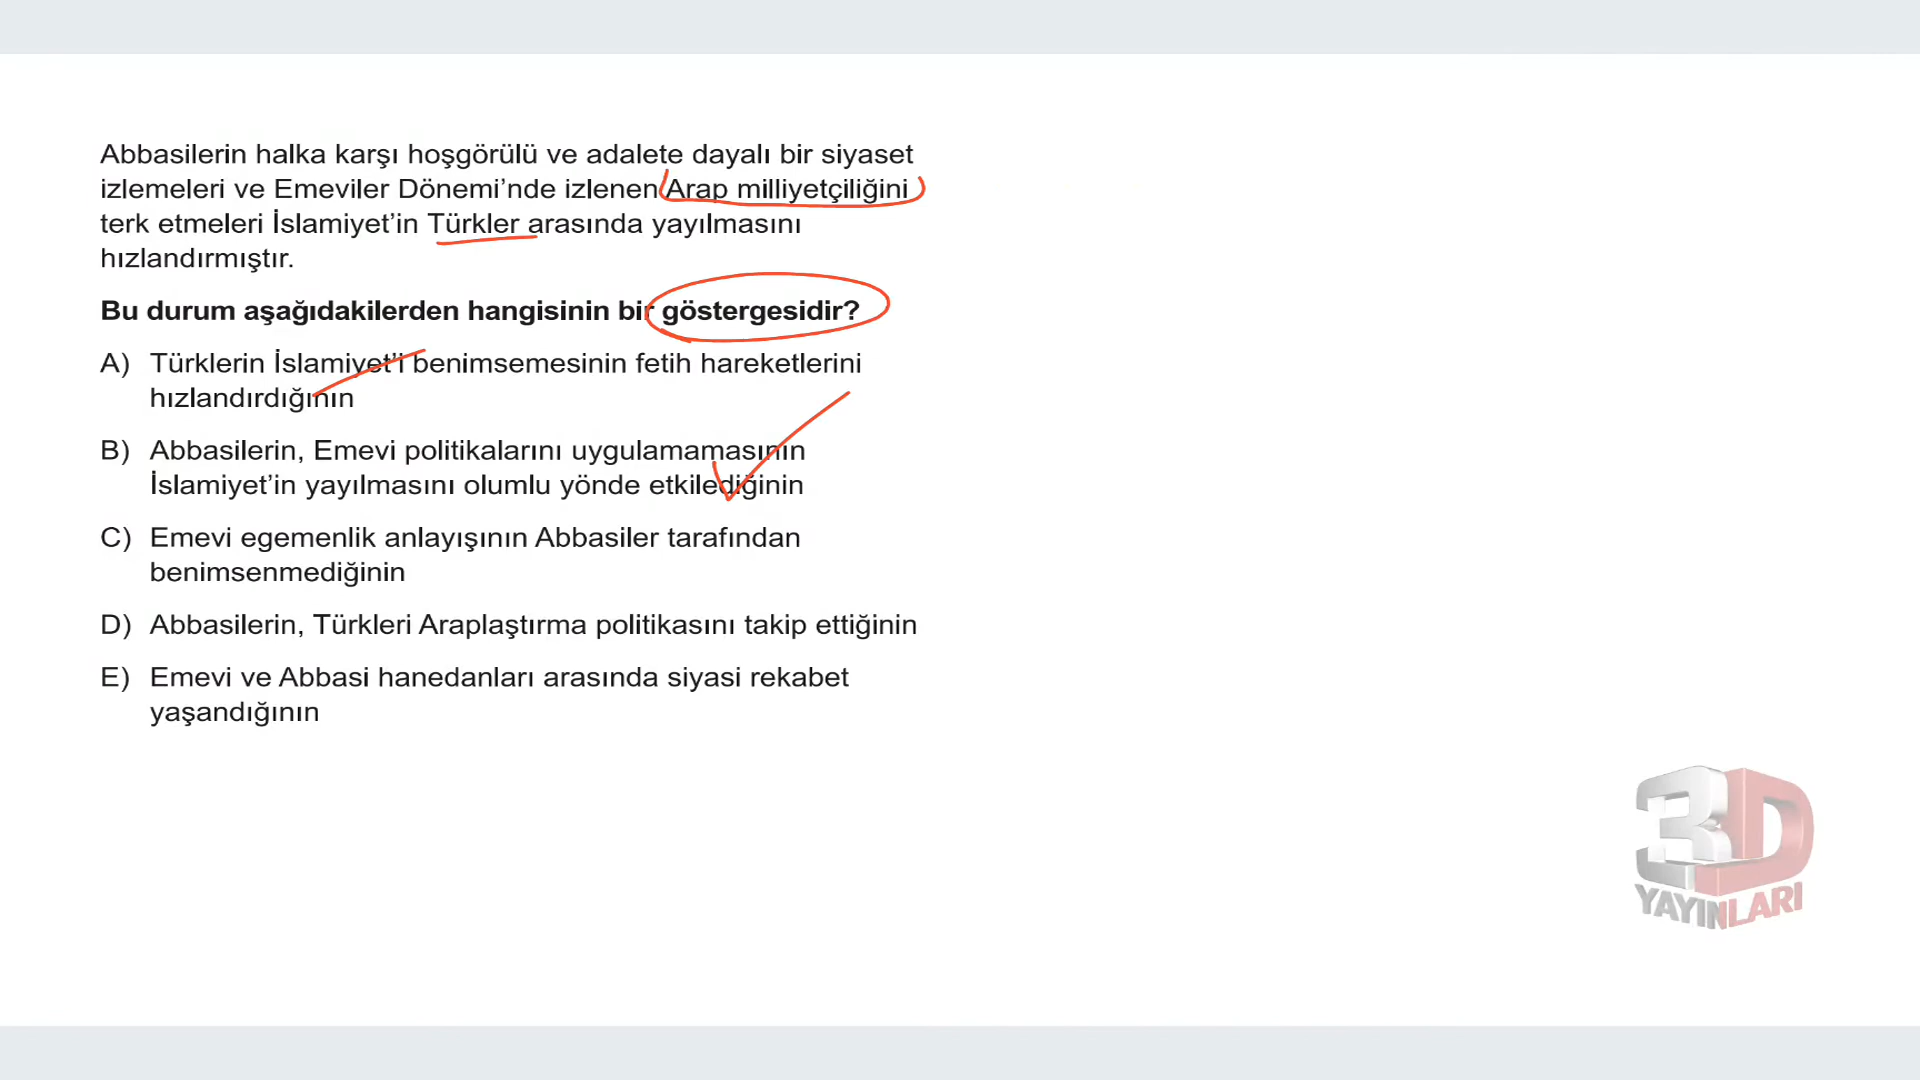 Abbasilerin halka karşı hoşgörülü ve adalete dayalı bir siyaset
izlemeleri ve Emeviler Dönemi’nde izlenen Arap milliyetçiliğini
terk etmeleri İslamiyet’in Türkler arasında yayılmasını
hızlandırmıştır.
Bu durum aşağıdakilerden hangisinin bir göstergesidir?
A) Türklerin İslamiyet’i benimsemesinin fetih hareketlerini
hızlandırdığının
B) Abbasilerin, Emevi politikalarını uygulamamasının
İslamiyet’in yayılmasını olumlu yönde etkilediğinin
C) Emevi egemenlik anlayışının Abbasiler tarafından
benimsenmediğinin
D) Abbasilerin, Türkleri Araplaştırma politikasını takip ettiğinin
E) Emevi ve Abbasi hanedanları arasında siyasi rekabet
yaşandığının
3D
YAYINLARI